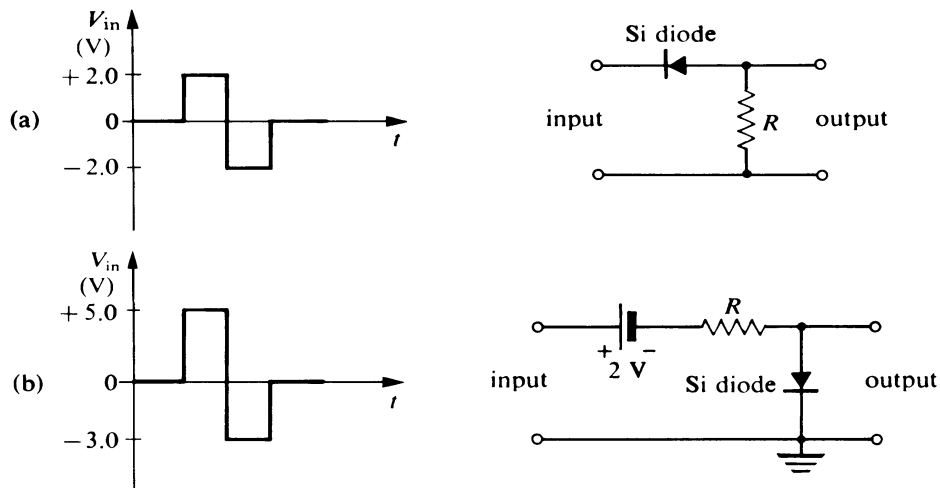 V_in
(V)
+2.0
0
−2.0
t
(a)
Si diode
input
R
output
V_in
(V)
+5.0
0
−3.0
t
(b)
R
+ −
2 V
input
Si diode
output